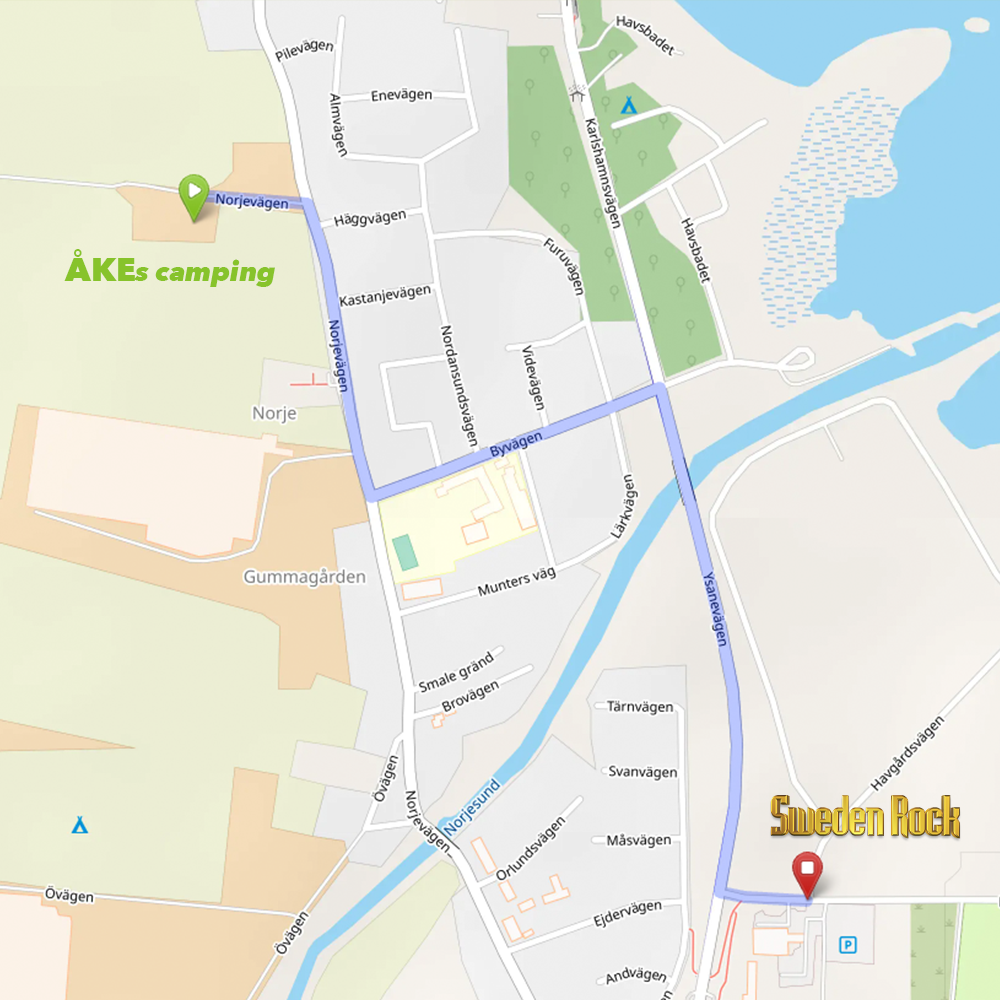 Havsbadet
Pilevägen
Enevägen
Almvägen
Karlshamnsvägen
Norjevägen
Häggvägen
Havsbadet
Furuvägen
ÅKEs camping
Kastanjevägen
Norjevägen
Nordansundsvägen
Videvägen
Norje
Byvägen
Lärkvägen
Gummagården
Munters väg
Ysanevägen
Smale gränd
Brovägen
Tärnvägen
Havgårdsvägen
Övägen
Svanvägen
Norjesund
Sweden Rock
Norjevägen
Orlundsvägen
Måsvägen
Övägen
Övägen
Ejdervägen
P
Andvägen